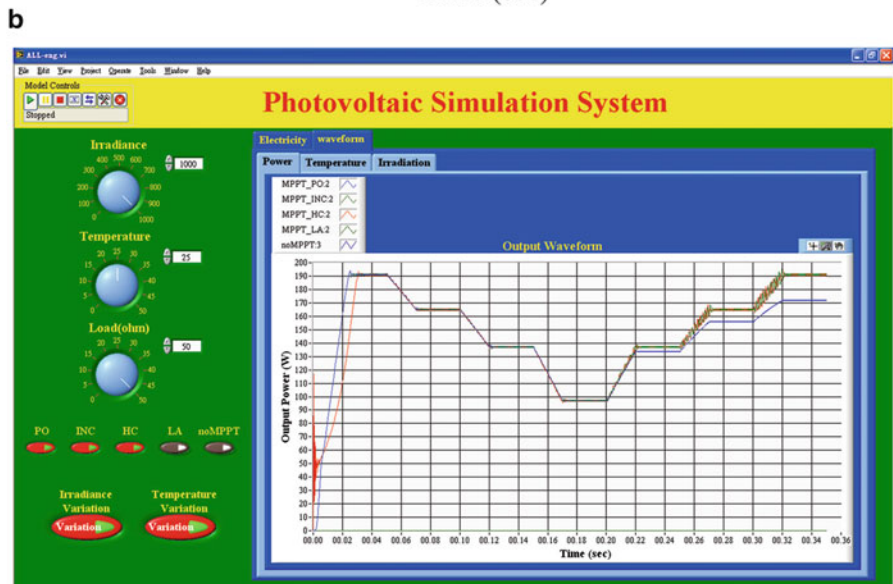 b
ALL-eng.vi
File Edit View Project Operate Tools Window Help
Model Controls
Stopped
Photovoltaic Simulation System
Irradiance
0 100 200 300 400 500 600 700 800 900 1000
1000
Temperature
0 5 10 15 20 25 30 35 40 45 50
25
Load(ohm)
0 5 10 15 20 25 30 35 40 45 50
50
PO INC HC LA noMPPT
Irradiance Temperature
Variation Variation
Variation Variation
Electricity waveform
Power Temperature Irradiation
MPPT_PO:2
MPPT_INC:2
MPPT_HC:2
MPPT_LA:2
noMPPT:3
Output Waveform
Output Power (W)
200
190
180
170
160
150
140
130
120
110
100
90
80
70
60
50
40
30
20
10
0
00.00 00.02 00.04 00.06 00.08 00.10 00.12 00.14 00.16 00.18 00.20 00.22 00.24 00.26 00.28 00.30 00.32 00.34 00.36
Time (sec)